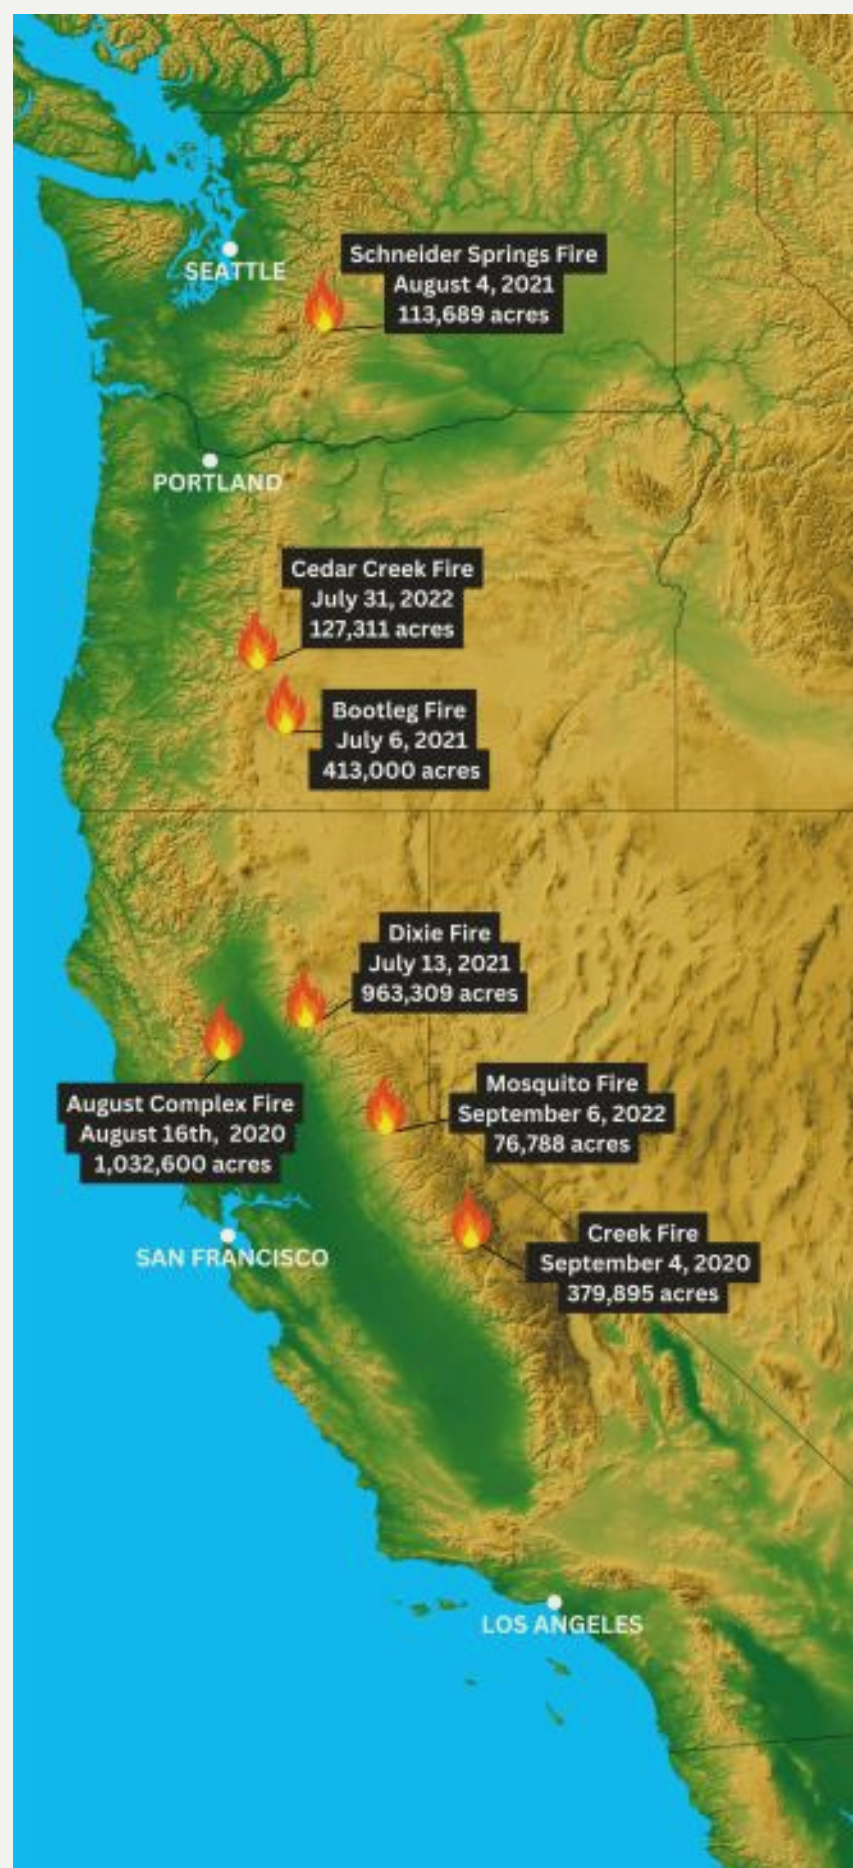 Schneider Springs Fire
August 4, 2021
113,689 acres
SEATTLE
PORTLAND
Cedar Creek Fire
July 31, 2022
127,311 acres
Bootleg Fire
July 6, 2021
413,000 acres
Dixie Fire
July 13, 2021
963,309 acres
August Complex Fire
August 16th, 2020
1,032,600 acres
Mosquito Fire
September 6, 2022
76,788 acres
Creek Fire
September 4, 2020
379,895 acres
SAN FRANCISCO
LOS ANGELES